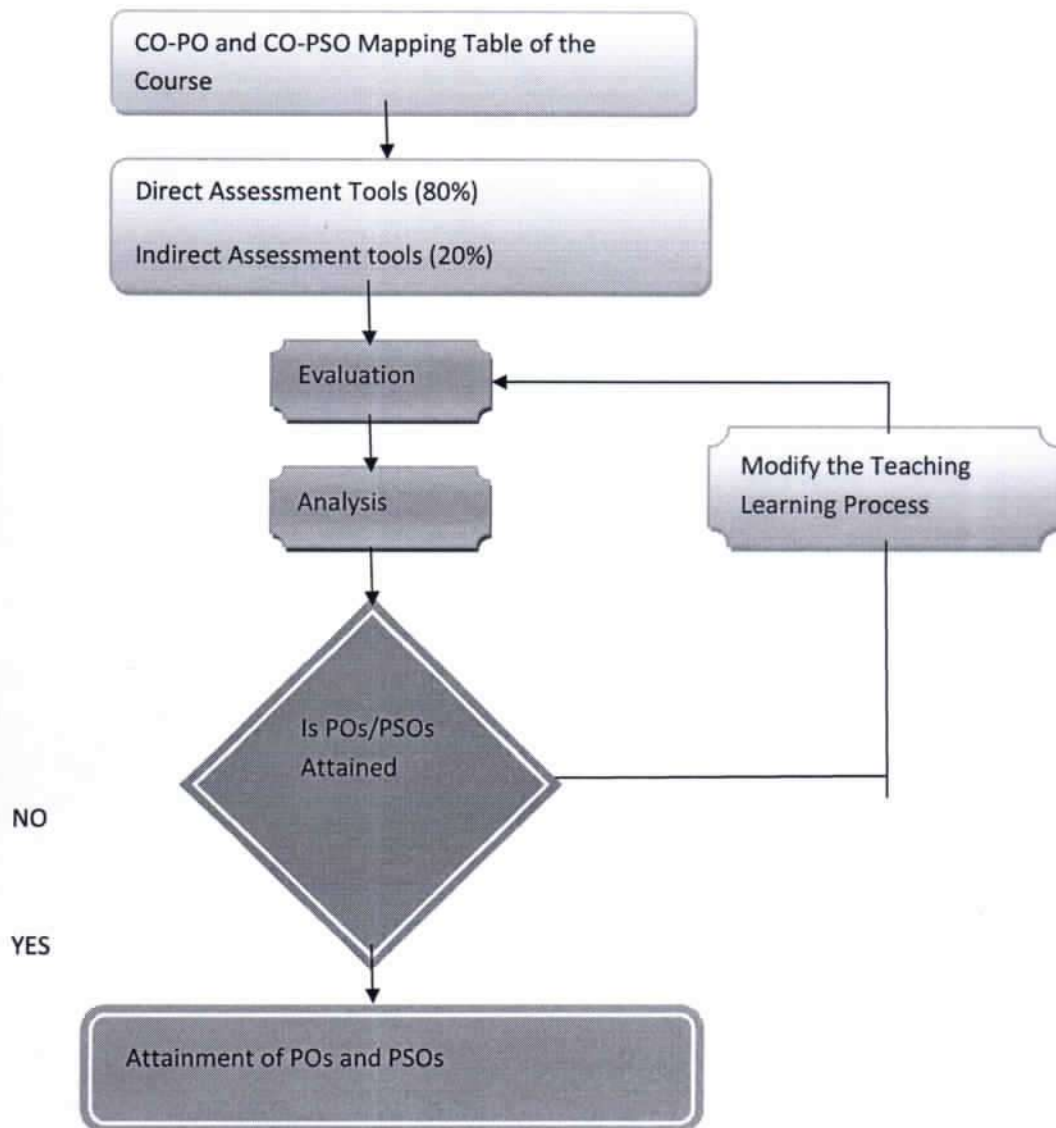 CO-PO and CO-PSO Mapping Table of the
Course
Direct Assessment Tools (80%)
Indirect Assessment tools (20%)
Evaluation
Analysis
Modify the Teaching
Learning Process
Is POs/PSOs
Attained
NO
YES
Attainment of POs and PSOs